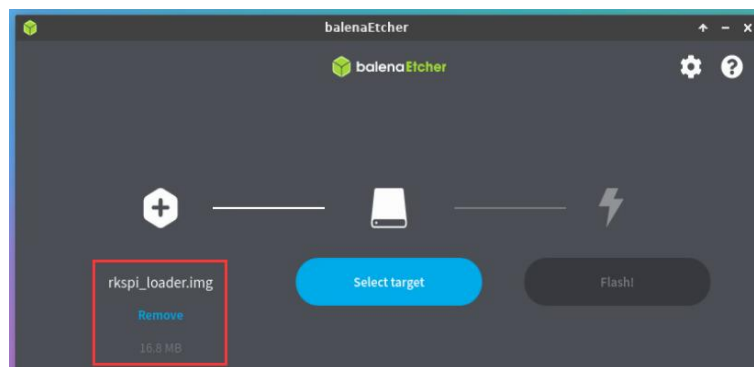 balenaEtcher
balenaEtcher
rkspi_loader.img
Select target
Flash!
Remove
16.8 MB